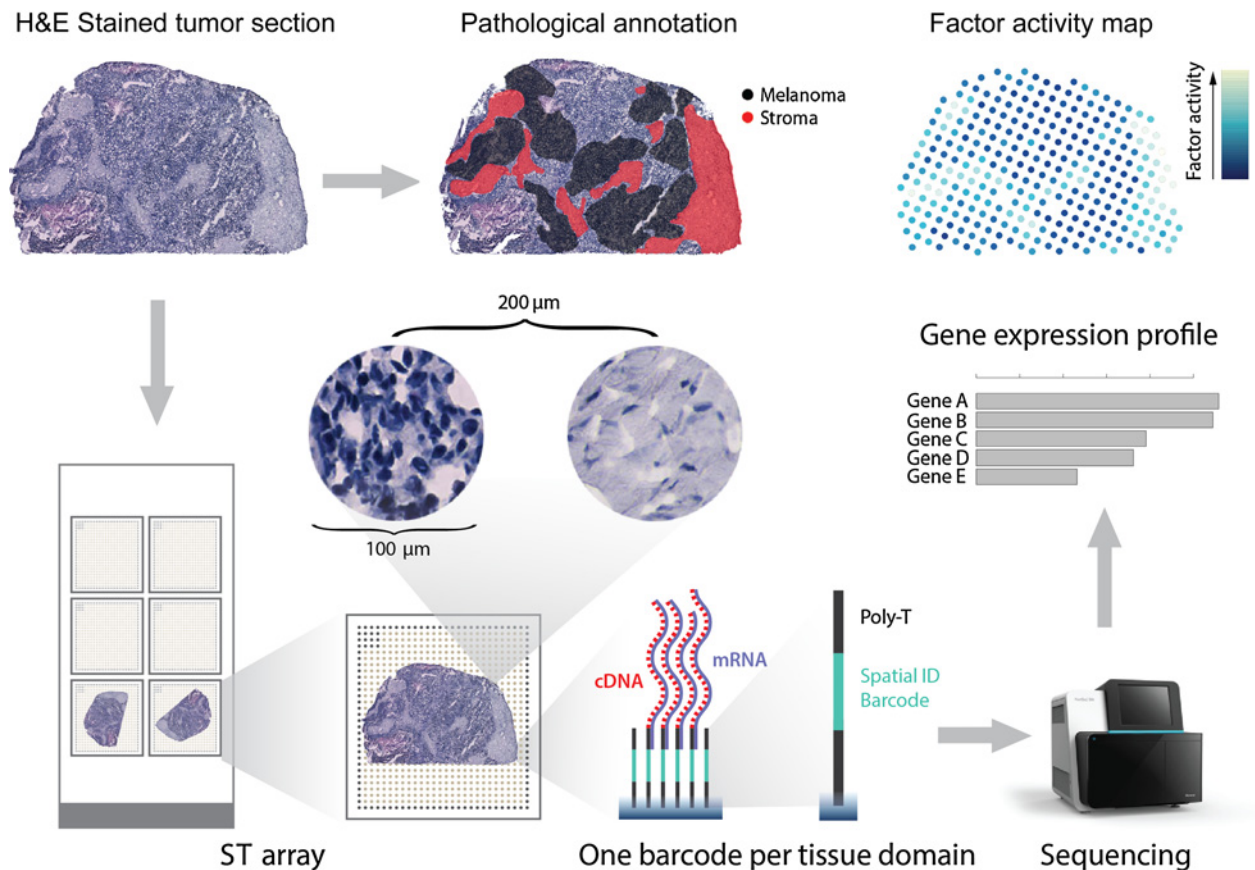 H&E Stained tumor section
Pathological annotation
Factor activity map
Melanoma
Stroma
Factor activity
200 µm
100 µm
Gene expression profile
Gene A
Gene B
Gene C
Gene D
Gene E
cDNA
mRNA
Poly-T
Spatial ID
Barcode
ST array
One barcode per tissue domain
Sequencing